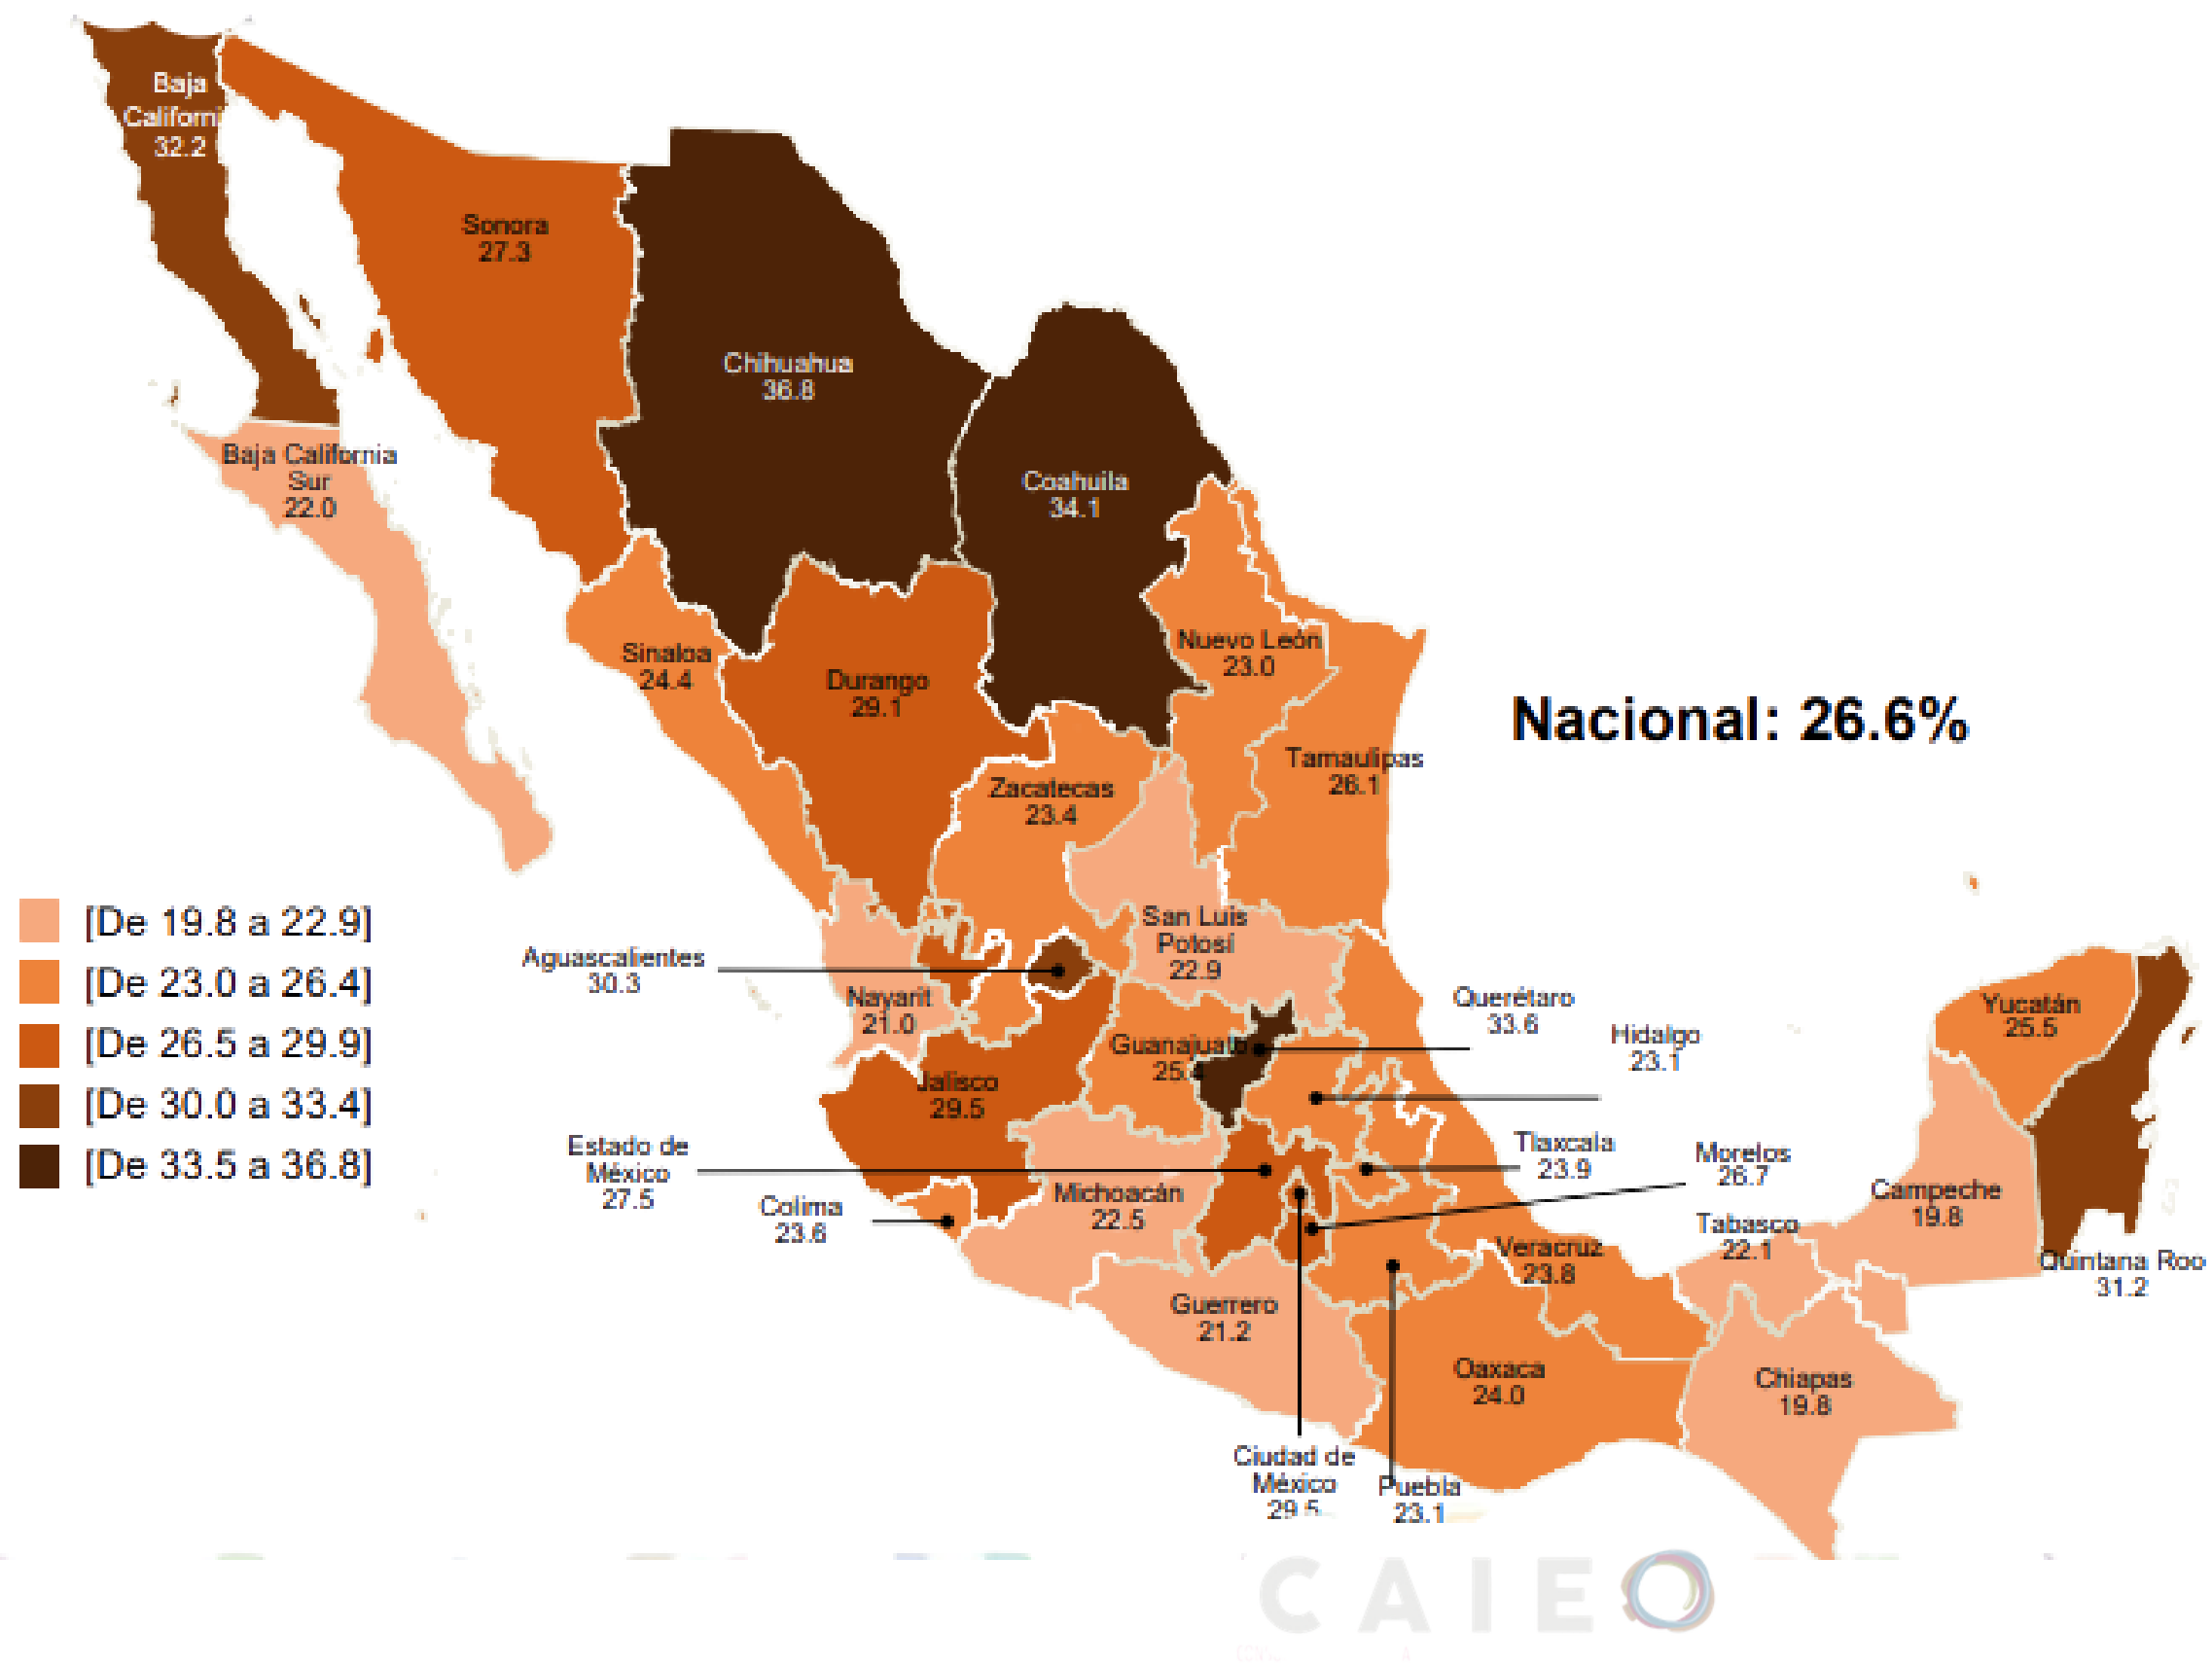 Baja
Californi
32.2
Sonora
27.3
Chihuahua
36.8
Coahuila
34.1
Baja California
Sur
22.0
Sinaloa
24.4
Durango
29.1
Nuevo León
23.0
Nacional: 26.6%
Tamaulipas
26.1
Zacatecas
23.4
San Luis
Potosí
22.9
Aguascalientes
30.3
Nayarit
21.0
Guanajuato
25.4
Querétaro
33.6
Hidalgo
23.1
Yucatán
25.5
Jalisco
29.5
Estado de
México
27.5
Colima
23.6
Michoacán
22.5
Tlaxcala
23.9
Morelos
26.7
Tabasco
22.1
Campeche
19.8
Quintana Roo
31.2
Veracruz
23.8
Guerrero
21.2
Oaxaca
24.0
Chiapas
19.8
Ciudad de
México
29.5
Puebla
23.1
[De 19.8 a 22.9]
[De 23.0 a 26.4]
[De 26.5 a 29.9]
[De 30.0 a 33.4]
[De 33.5 a 36.8]
CAIEO